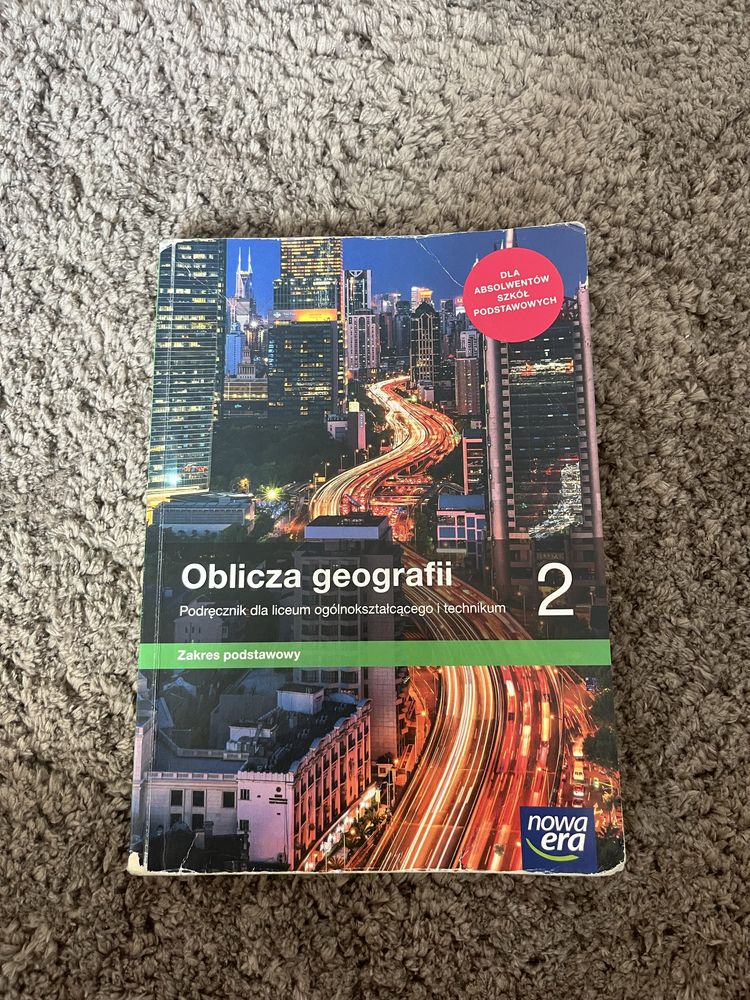 DLA
ABSOLWENTÓW
SZKÓŁ
PODSTAWOWYCH
Oblicza geografii
2
Podręcznik dla liceum ogólnokształcącego i technikum
Zakres podstawowy
nowa
era